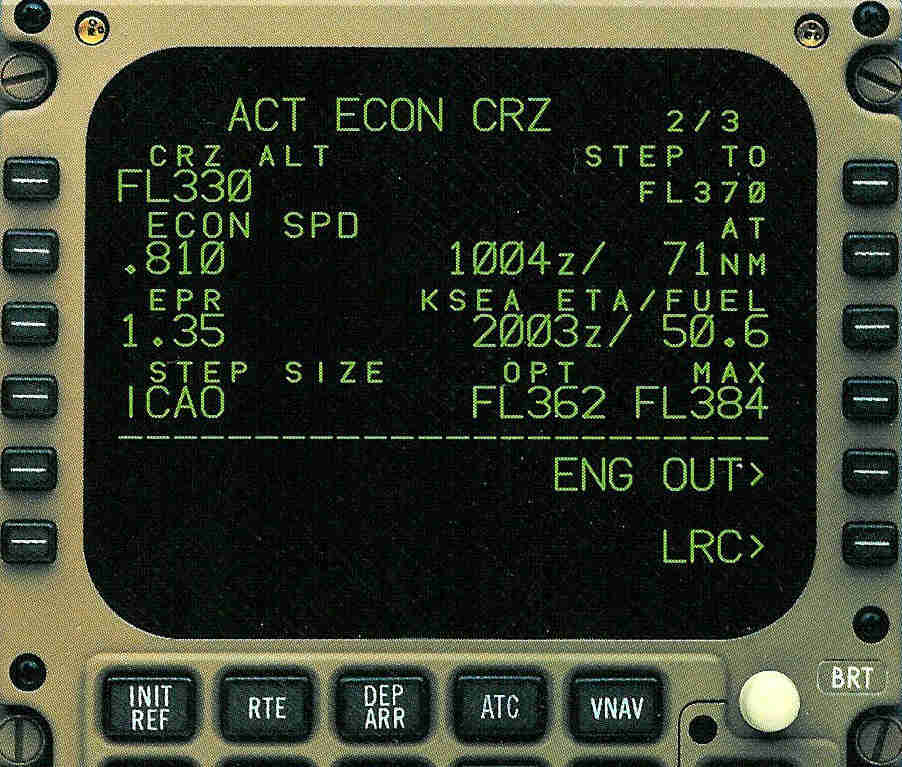 ACT ECON CRZ 2/3
CRZ ALT STEP TO
FL330 FL370
ECON SPD AT
.810 1004z/ 71NM
EPR KSEA ETA/FUEL
1.35 2003z/ 50.6
STEP SIZE OPT MAX
ICAO FL362 FL384
ENG OUT>
LRC>
INIT REF RTE DEP ARR ATC VNAV BRT